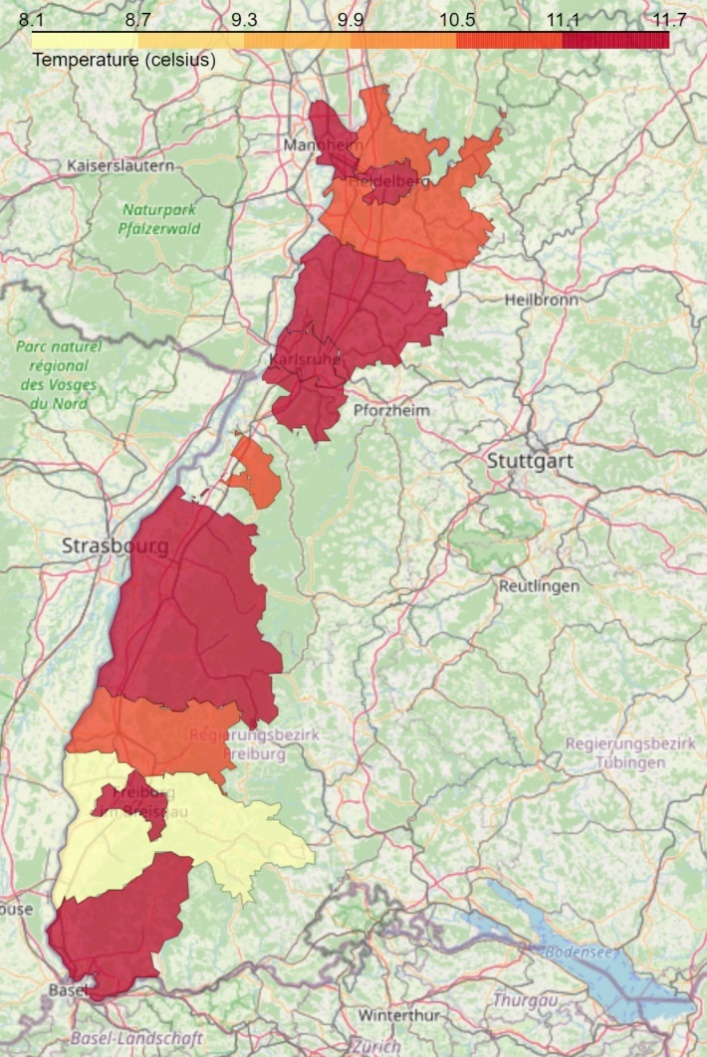 8.1 8.7 9.3 9.9 10.5 11.1 11.7
Temperature (celsius)
Mannheim
Kaiserslautern
Heidelberg
Naturpark
Pfälzerwald
Heilbronn
Parc naturel
régional
des Vosges
du Nord
Karlsruhe
Pforzheim
Stuttgart
Strasbourg
Reutlingen
Regierungsbezirk
Freiburg
Regierungsbezirk
Tübingen
Freiburg
im Breisgau
ouse
Bodensee
Basel
Thurgau
Winterthur
Basel-Landschaft
Zürich